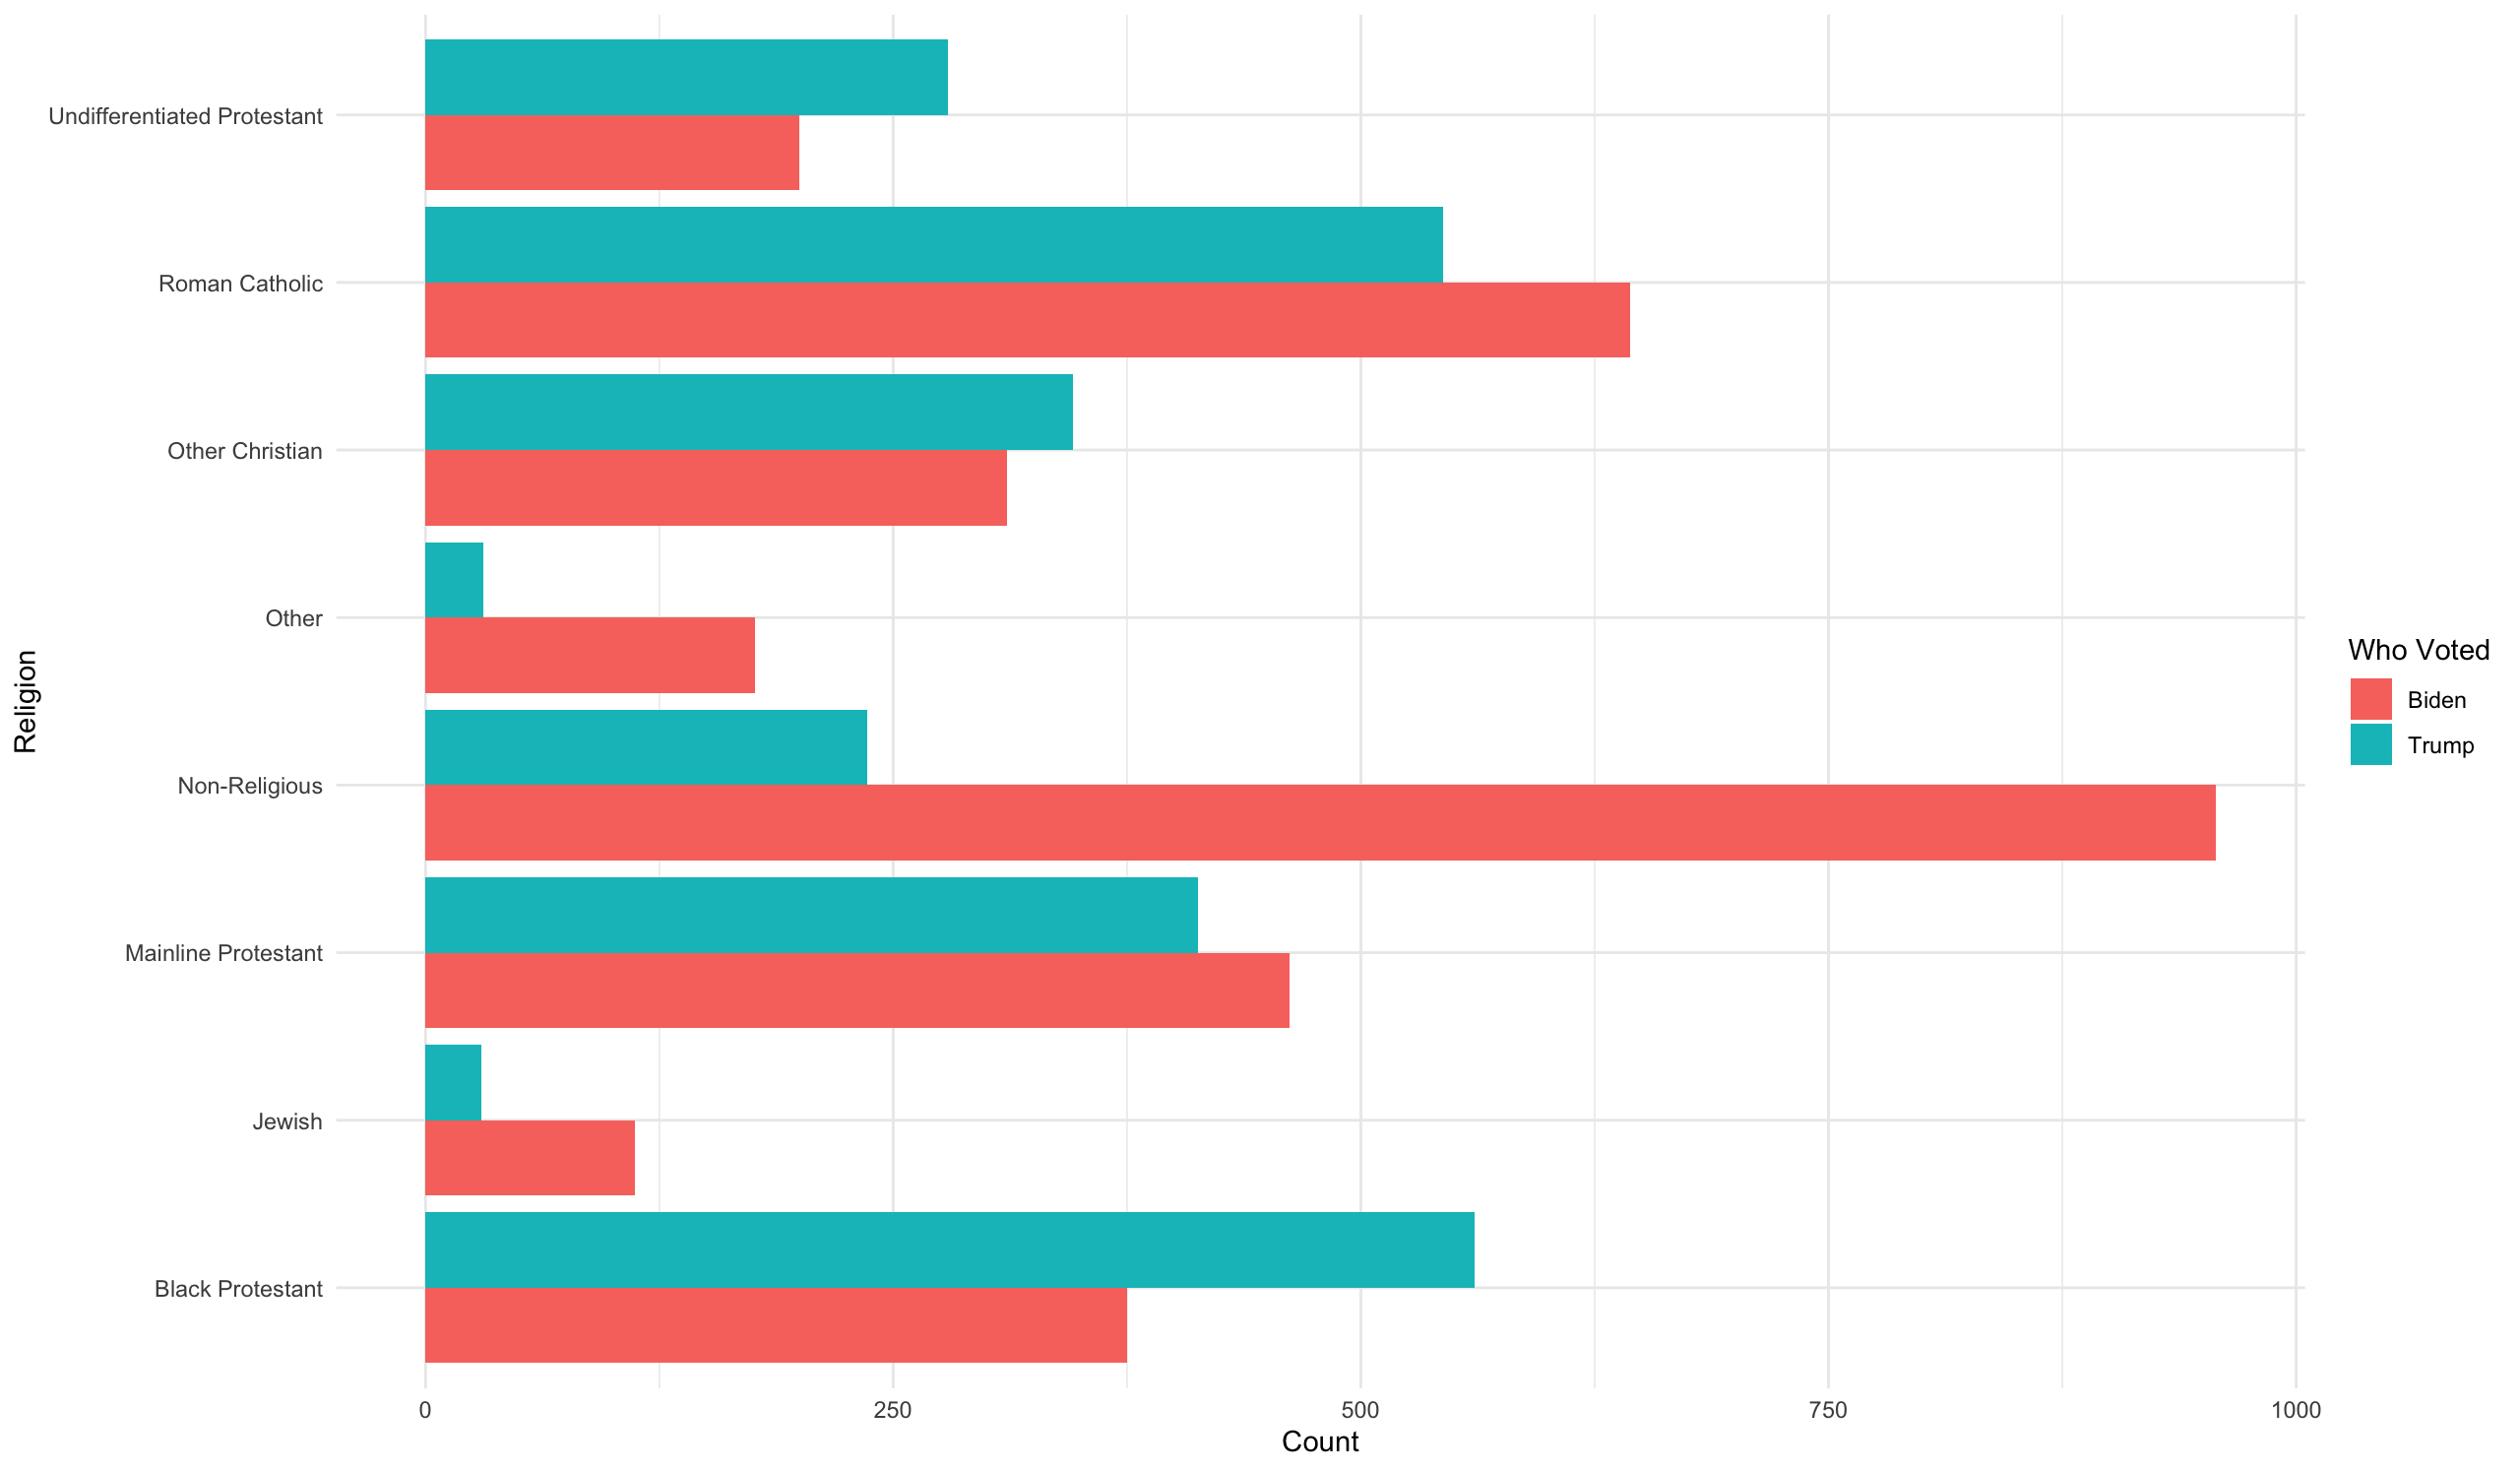 Undifferentiated Protestant
Roman Catholic
Other Christian
Other
Non-Religious
Mainline Protestant
Jewish
Black Protestant
Religion
0 250 500 750 1000
Count
Who Voted
Biden
Trump